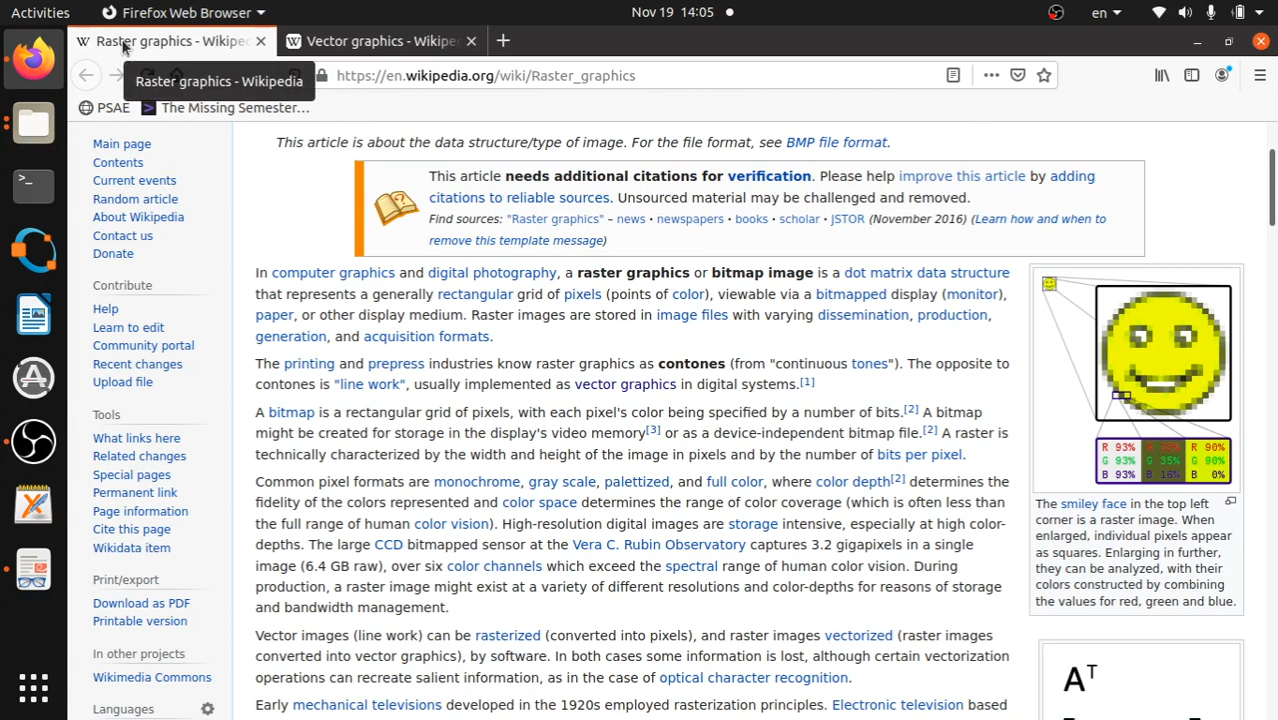 Activities
Firefox Web Browser
Nov 19 14:05
en
Raster graphics - Wikipe
Vector graphics - Wikipe
https://en.wikipedia.org/wiki/Raster_graphics
Raster graphics - Wikipedia
PSAE
The Missing Semester…
Main page
Contents
Current events
Random article
About Wikipedia
Contact us
Donate
Contribute
Help
Learn to edit
Community portal
Recent changes
Upload file
Tools
What links here
Related changes
Special pages
Permanent link
Page information
Cite this page
Wikidata item
Print/export
Download as PDF
Printable version
In other projects
Wikimedia Commons
Languages
This article is about the data structure/type of image. For the file format, see BMP file format.
This article needs additional citations for verification. Please help improve this article by adding
citations to reliable sources. Unsourced material may be challenged and removed.
Find sources: "Raster graphics" – news · newspapers · books · scholar · JSTOR (November 2016) (Learn how and when to
remove this template message)
In computer graphics and digital photography, a raster graphics or bitmap image is a dot matrix data structure
that represents a generally rectangular grid of pixels (points of color), viewable via a bitmapped display (monitor),
paper, or other display medium. Raster images are stored in image files with varying dissemination, production,
generation, and acquisition formats.
The printing and prepress industries know raster graphics as contones (from "continuous tones"). The opposite to
contones is "line work", usually implemented as vector graphics in digital systems.[1]
A bitmap is a rectangular grid of pixels, with each pixel's color being specified by a number of bits.[2] A bitmap
might be created for storage in the display's video memory[3] or as a device-independent bitmap file.[2] A raster is
technically characterized by the width and height of the image in pixels and by the number of bits per pixel.
Common pixel formats are monochrome, gray scale, palettized, and full color, where color depth[2] determines the
fidelity of the colors represented and color space determines the range of color coverage (which is often less than
the full range of human color vision). High-resolution digital images are storage intensive, especially at high color-
depths. The large CCD bitmapped sensor at the Vera C. Rubin Observatory captures 3.2 gigapixels in a single
image (6.4 GB raw), over six color channels which exceed the spectral range of human color vision. During
production, a raster image might exist at a variety of different resolutions and color-depths for reasons of storage
and bandwidth management.
Vector images (line work) can be rasterized (converted into pixels), and raster images vectorized (raster images
converted into vector graphics), by software. In both cases some information is lost, although certain vectorization
operations can recreate salient information, as in the case of optical character recognition.
Early mechanical televisions developed in the 1920s employed rasterization principles. Electronic television based
R 93% R 90%
G 93% G 35% G 90%
B 93% B 16% B 0%
The smiley face in the top left
corner is a raster image. When
enlarged, individual pixels appear
as squares. Enlarging in further,
they can be analyzed, with their
colors constructed by combining
the values for red, green and blue.
AT